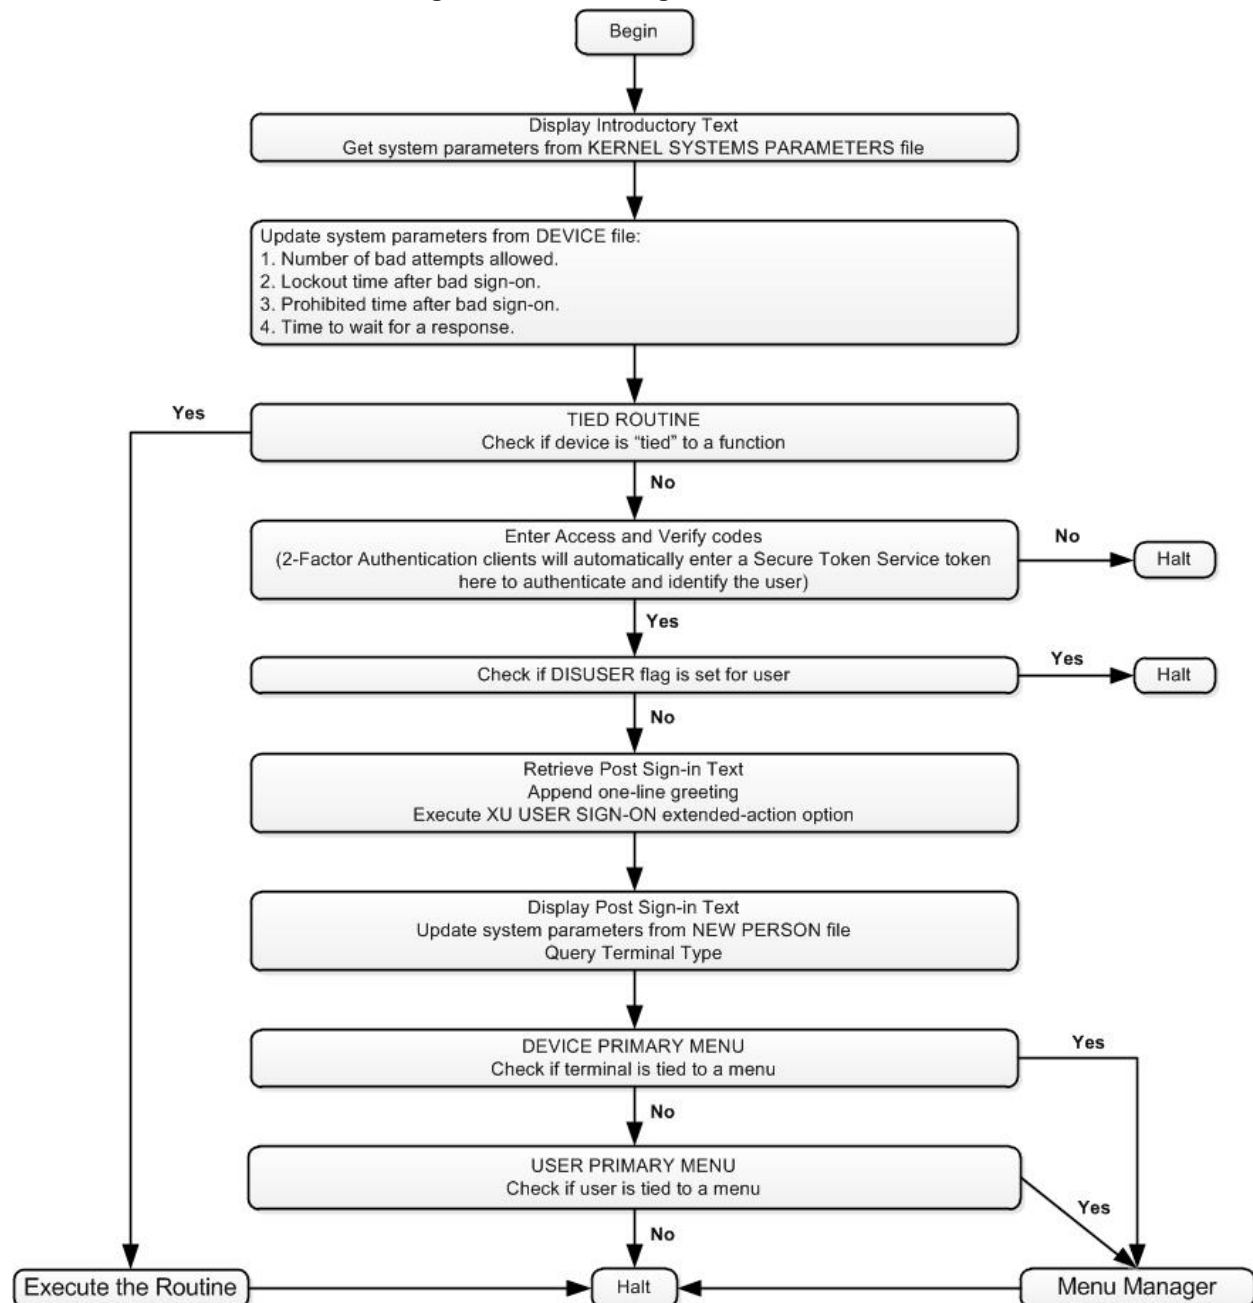 Begin
Display Introductory Text
Get system parameters from KERNEL SYSTEMS PARAMETERS file
Update system parameters from DEVICE file:
1. Number of bad attempts allowed.
2. Lockout time after bad sign-on.
3. Prohibited time after bad sign-on.
4. Time to wait for a response.
Yes
TIED ROUTINE
Check if device is “tied” to a function
No
Enter Access and Verify codes
(2-Factor Authentication clients will automatically enter a Secure Token Service token
here to authenticate and identify the user)
No
Halt
Yes
Check if DISUSER flag is set for user
Yes
Halt
No
Retrieve Post Sign-in Text
Append one-line greeting
Execute XU USER SIGN-ON extended-action option
Display Post Sign-in Text
Update system parameters from NEW PERSON file
Query Terminal Type
DEVICE PRIMARY MENU
Check if terminal is tied to a menu
Yes
No
USER PRIMARY MENU
Check if user is tied to a menu
Yes
No
Execute the Routine
Halt
Menu Manager